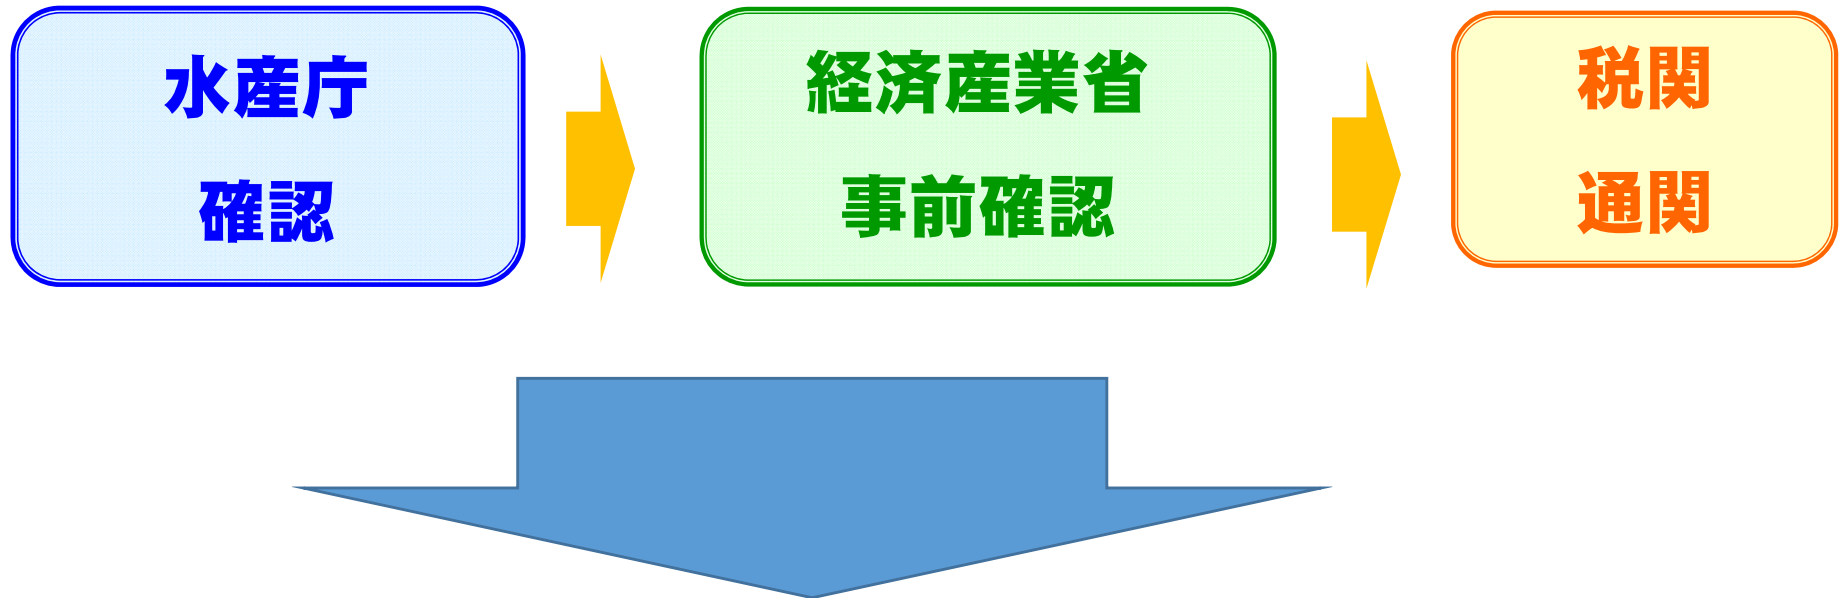 水産庁
確認
経済産業省
事前確認
税関
通関